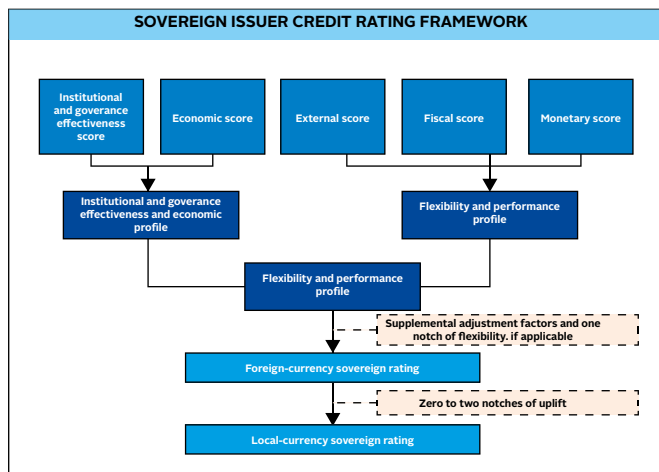 SOVEREIGN ISSUER CREDIT RATING FRAMEWORK
Institutional
and goverance
effectiveness
score
Economic score
External score
Fiscal score
Monetary score
Institutional and goverance
effectiveness and economic
profile
Flexibility and performance
profile
Flexibility and performance
profile
Supplemental adjustment factors and one
notch of flexibility. if applicable
Foreign-currency sovereign rating
Zero to two notches of uplift
Local-currency sovereign rating